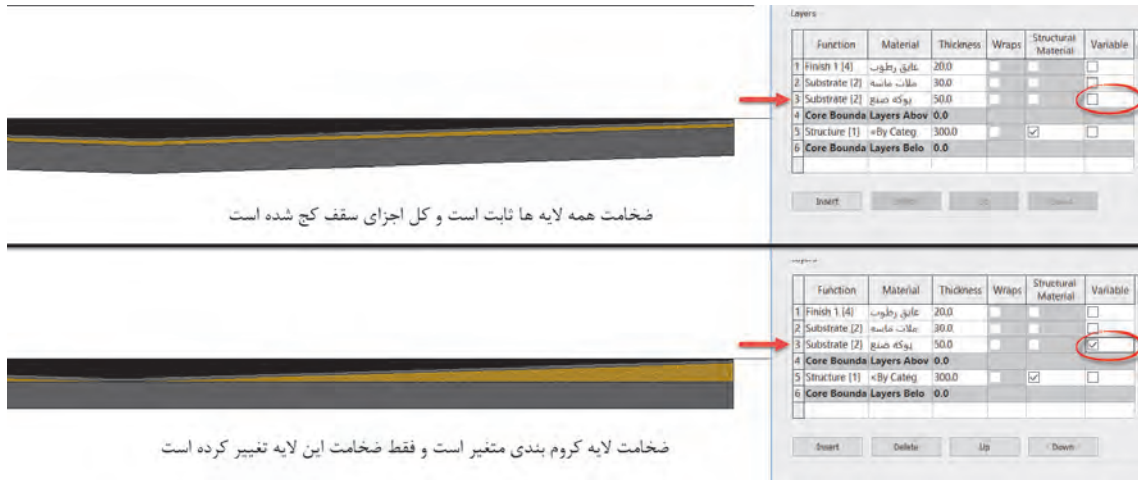 Layers
Function Material Thickness Wraps Structural Material Variable
1 Finish 1 [4] عایق رطوب 20.0
2 Substrate [2] ملات ماسه 30.0
3 Substrate [2] پوکه صنع 50.0
4 Core Bounda Layers Abov 0.0
5 Structure [1] <By Categ 300.0
6 Core Bounda Layers Belo 0.0
Insert Up
ضخامت همه لایه ها ثابت است و کل اجزای سقف کج شده است
Function Material Thickness Wraps Structural Material Variable
1 Finish 1 [4] عایق رطوب 20.0
2 Substrate [2] ملات ماسه 30.0
3 Substrate [2] پوکه صنع 50.0
4 Core Bounda Layers Abov 0.0
5 Structure [1] <By Categ 300.0
6 Core Bounda Layers Belo 0.0
Insert Delete Up Down
ضخامت لایه کروم بندی متغیر است و فقط ضخامت این لایه تغییر کرده است